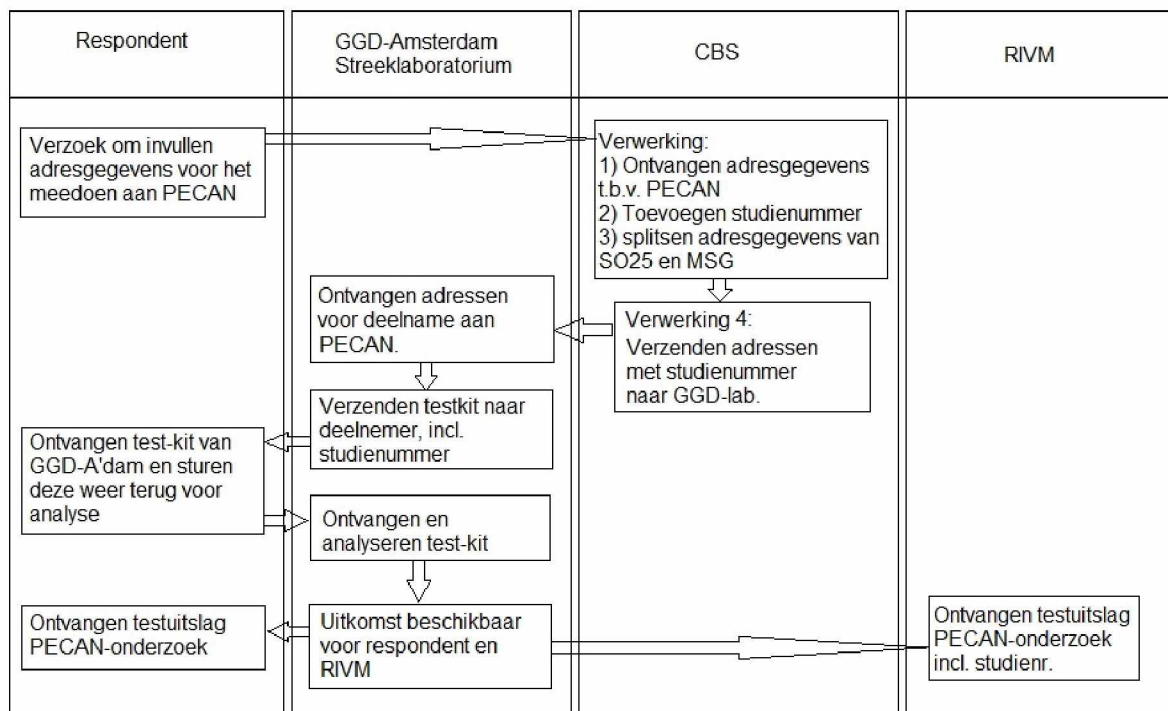 Respondent
GGD-Amsterdam
Streeklaboratorium
CBS
RIVM
Verzoek om invullen
adresgegevens voor het
meedoen aan PECAN
Verwerking:
1) Ontvangen adresgegevens
t.b.v. PECAN
2) Toevoegen studienummer
3) splitsen adresgegevens van
SO25 en MSG
Verwerking 4:
Verzenden adressen
met studienummer
naar GGD-lab.
Ontvangen adressen
voor deelname aan
PECAN.
Verzenden testkit naar
deelnemer, incl.
studienummer
Ontvangen test-kit van
GGD-A'dam en sturen
deze weer terug voor
analyse
Ontvangen en
analyseren test-kit
Uitkomst beschikbaar
voor respondent en
RIVM
Ontvangen testuitslag
PECAN-onderzoek
Ontvangen testuitslag
PECAN-onderzoek
incl. studienr.